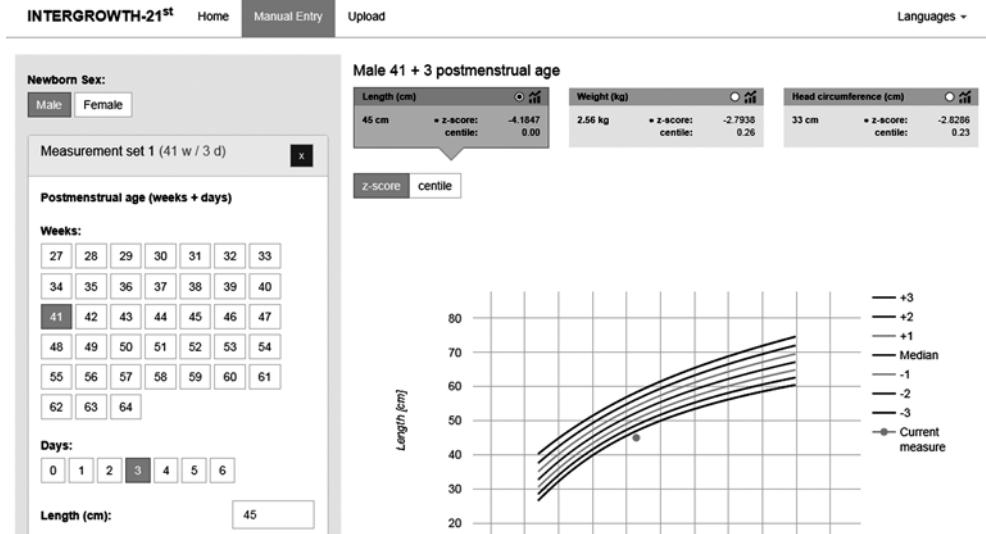 INTERGROWTH-21st Home Manual Entry Upload Languages
Newborn Sex:
Male Female
Measurement set 1 (41 w / 3 d) x
Postmenstrual age (weeks + days)
Weeks:
27 28 29 30 31 32 33
34 35 36 37 38 39 40
41 42 43 44 45 46 47
48 49 50 51 52 53 54
55 56 57 58 59 60 61
62 63 64
Days:
0 1 2 3 4 5 6
Length (cm): 45
Male 41 + 3 postmenstrual age
Length (cm)
45 cm • z-score: -4.1847
centile: 0.00
Weight (kg)
2.56 kg • z-score: -2.7938
centile: 0.26
Head circumference (cm)
33 cm • z-score: -2.8286
centile: 0.23
z-score centile
Length [cm]
80
70
60
50
40
30
20
+3
+2
+1
Median
-1
-2
-3
Current
measure